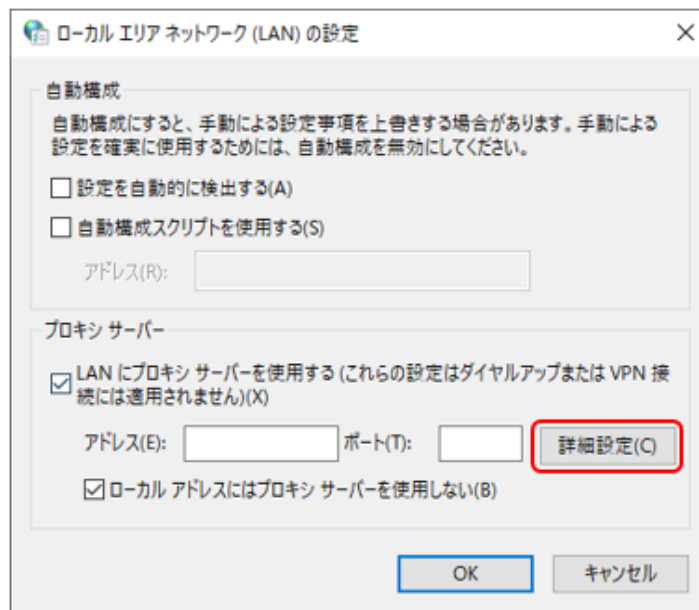 ローカル エリア ネットワーク (LAN) の設定
自動構成
自動構成にすると、手動による設定事項を上書きする場合があります。手動による
設定を確実に使用するためには、自動構成を無効にしてください。
設定を自動的に検出する(A)
自動構成スクリプトを使用する(S)
アドレス(R):
プロキシ サーバー
LAN にプロキシ サーバーを使用する (これらの設定はダイヤルアップまたは VPN 接
続には適用されません)(X)
アドレス(E): ポート(T): 詳細設定(C)
ローカル アドレスにはプロキシ サーバーを使用しない(B)
OK キャンセル